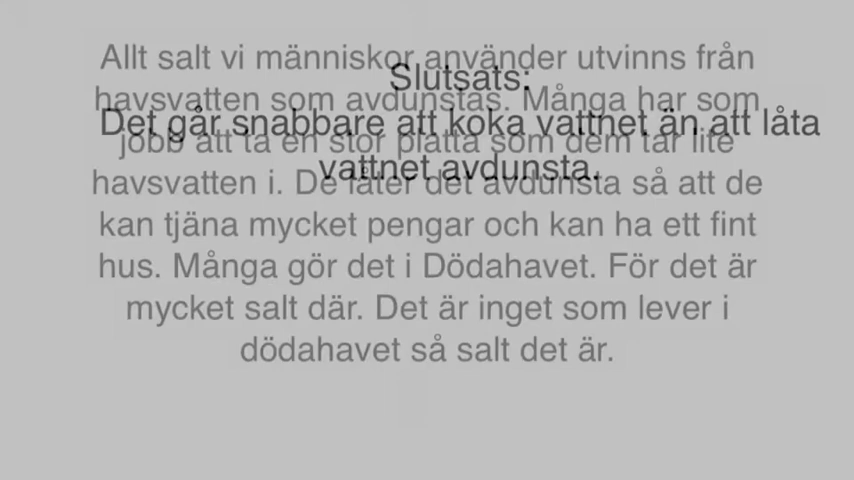 Allt salt vi människor använder utvinns från
havsvatten som avdunstas. Många har som
jobb att ta en stor platta som dem tar lite
havsvatten i. De låter det avdunsta så att de
kan tjäna mycket pengar och kan ha ett fint
hus. Många gör det i Dödahavet. För det är
mycket salt där. Det är inget som lever i
dödahavet så salt det är.
Slutsats:
Det går snabbare att koka vattnet än att låta
vattnet avdunsta.